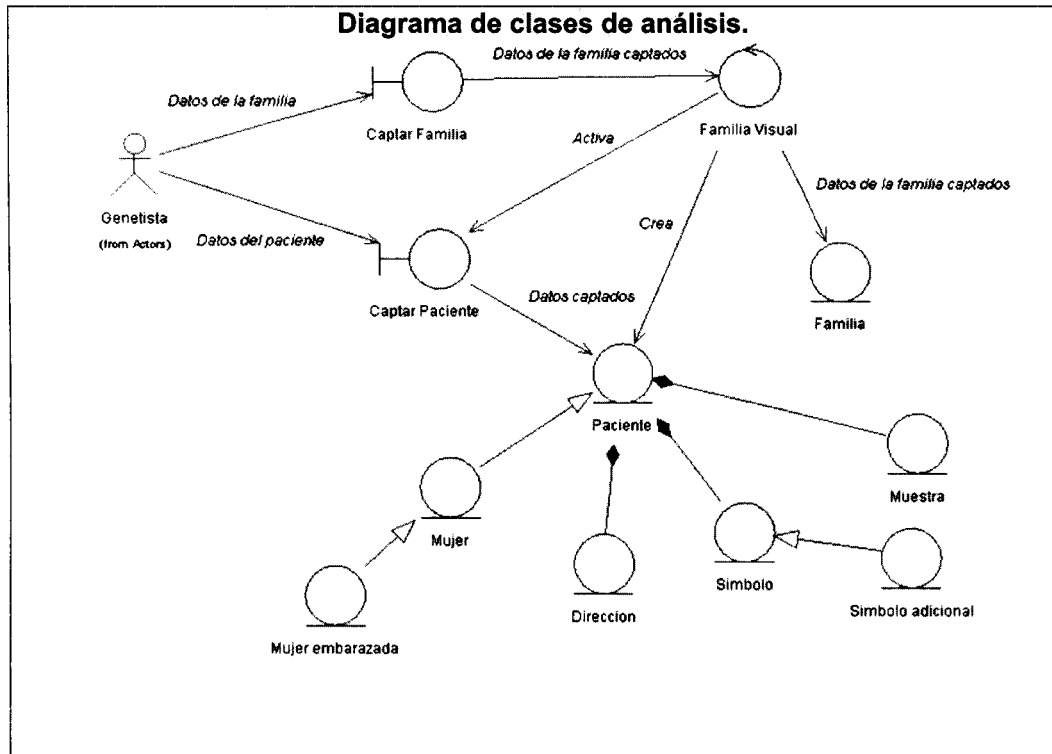 Diagrama de clases de análisis.
Datos de la familia captados
Datos de la familia
Captar Familia
Familia Visual
Activa
Datos de la familia captados
Genetista
(from Actors)
Datos del paciente
Crea
Captar Paciente
Datos captados
Familia
Paciente
Muestra
Mujer
Simbolo
Direccion
Simbolo adicional
Mujer embarazada